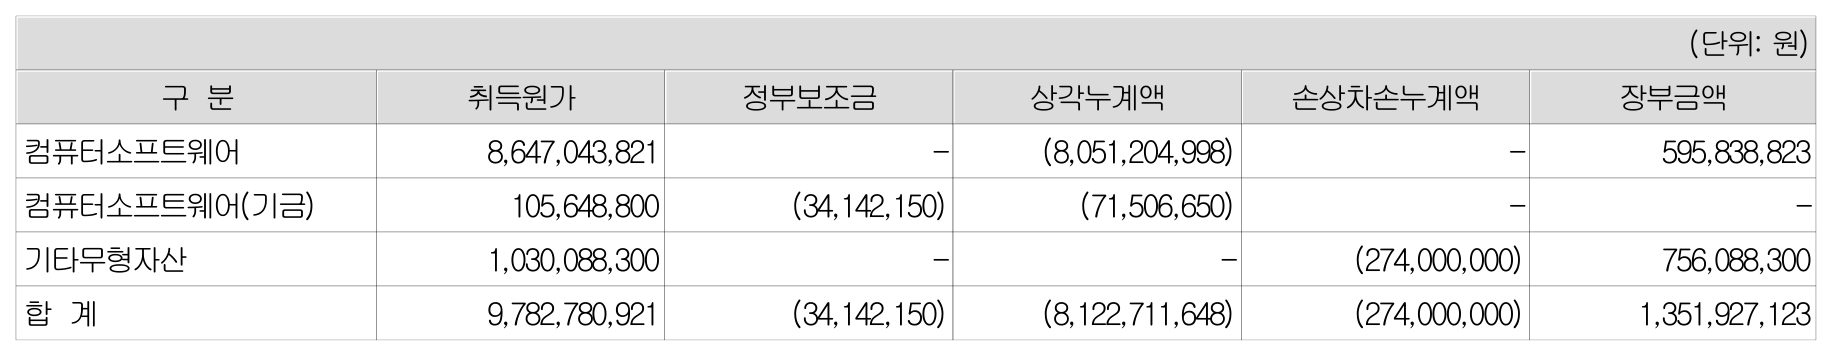 (단위: 원)
구 분 취득원가 정부보조금 상각누계액 손상차손누계액 장부금액
컴퓨터소프트웨어 8,647,043,821 - (8,051,204,998) - 595,838,823
컴퓨터소프트웨어(기금) 105,648,800 (34,142,150) (71,506,650) - -
기타무형자산 1,030,088,300 - - (274,000,000) 756,088,300
합 계 9,782,780,921 (34,142,150) (8,122,711,648) (274,000,000) 1,351,927,123